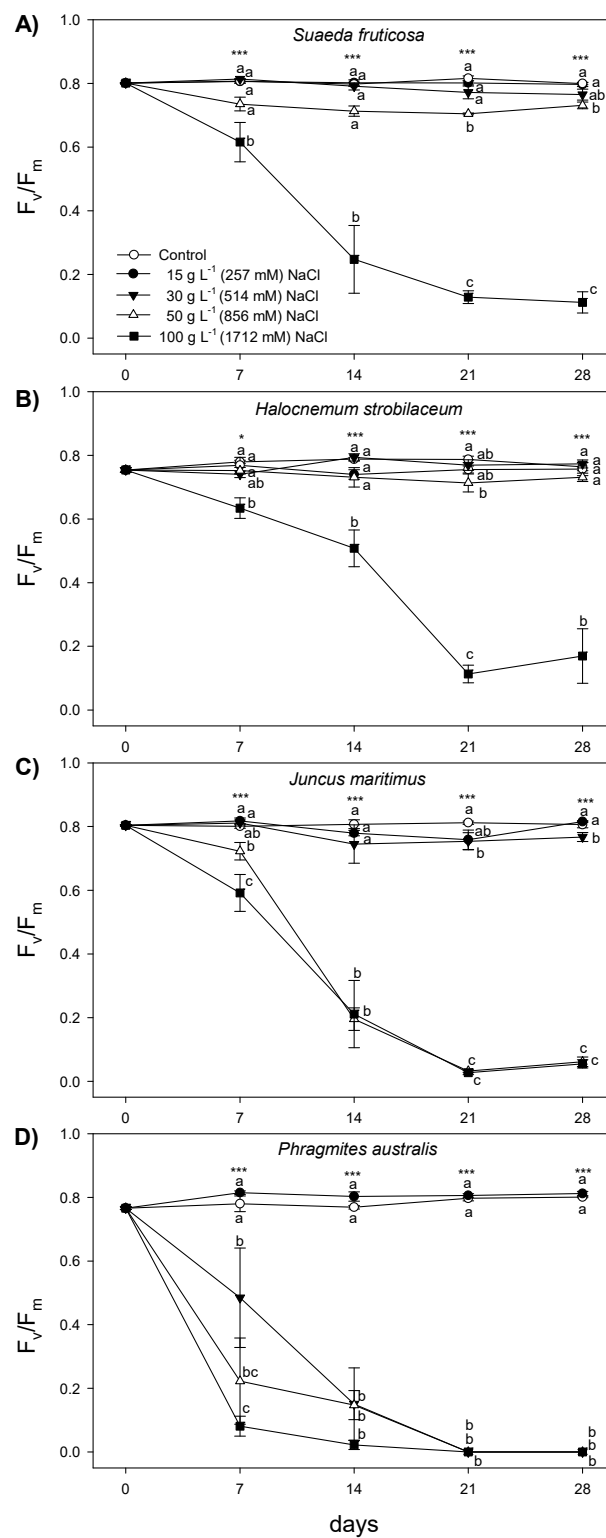 A)
Suaeda fruticosa
1.0
0.8
0.6
0.4
0.2
0.0
Fv/Fm
*** *** *** ***
a a a a
a a a
a a a ab
a a b b
b b c c
Control
15 g L-1 (257 mM) NaCl
30 g L-1 (514 mM) NaCl
50 g L-1 (856 mM) NaCl
100 g L-1 (1712 mM) NaCl
0 7 14 21 28
B)
Halocnemum strobilaceum
1.0
0.8
0.6
0.4
0.2
0.0
Fv/Fm
* *** *** ***
a a a ab a
a a a a
a a ab a
ab a b a
b b c b
0 7 14 21 28
C)
Juncus maritimus
1.0
0.8
0.6
0.4
0.2
0.0
Fv/Fm
*** *** *** ***
a a a a
a a ab a
ab a b b
b b c c
c b c c
0 7 14 21 28
D)
Phragmites australis
1.0
0.8
0.6
0.4
0.2
0.0
Fv/Fm
*** *** *** ***
a a a a
a a a a
b b b b
bc b b b
c b b b
0 7 14 21 28
days